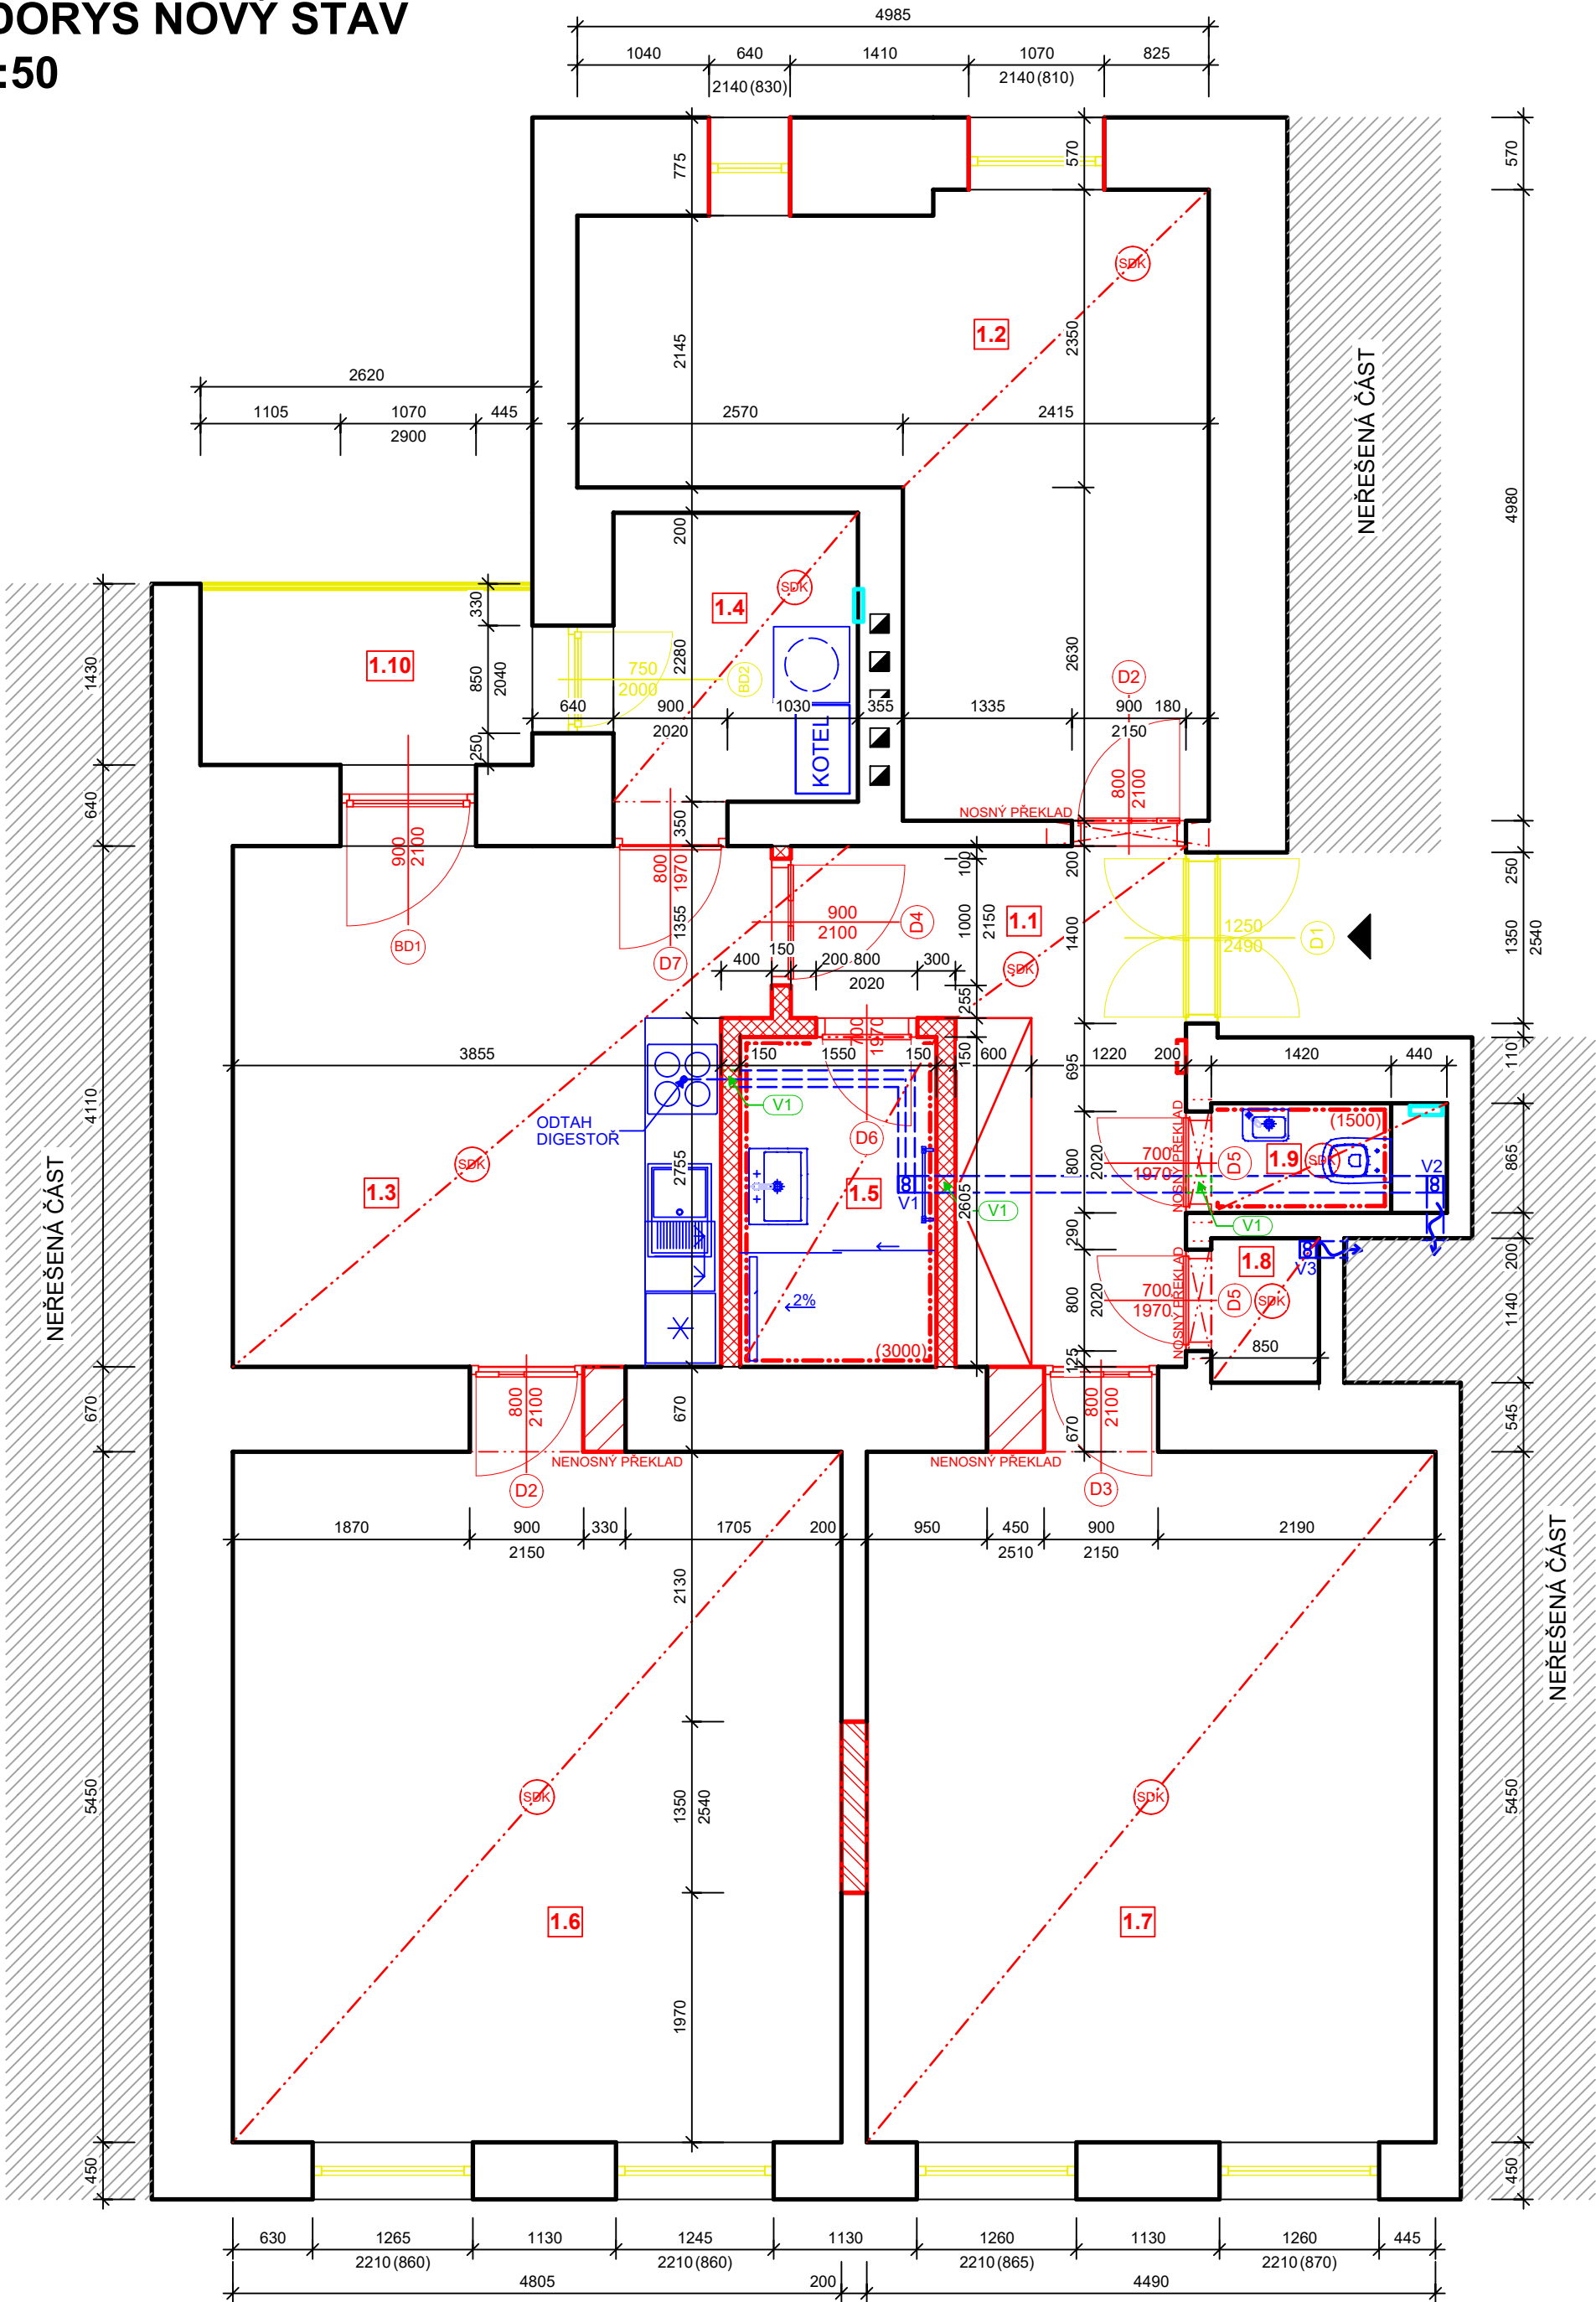 DORYS NOVÝ STAV
:50
4985
1040 640 1410 1070 825
2140 (830) 2140 (810)
775 570 570
NEŘEŠENÁ ČÁST
SDK
1.2
2145 2350
4980
2620
1105 1070 445
2900
2570 2415
200
SDK
1.4
330
1.10
1430
850 2040
2280
2630
750
2000
BD2
D2
640 900 1030 355 1335 900 180
2020 2150
250
KOTEL
800 2100
NOSNÝ PŘEKLAD
640
900 2100
350
800 1970
1355
100
200
250
900
2100
D4
1000 2150
1.1
1400
1250
2490
D1
1350 2540
BD1
D7
150
400 200 800 300
2020
SDK
255
700 1970
3855 150 1550 150 150 600 695 1220 200 1420 440
110
4110
V1
ODTAH
DIGESTOŘ
D6
NOSNÝ PŘEKLAD
(1500)
SDK
1.3
2755
1.5
V1
2605
V1
800 2020
700
1970
D5
1.9
SDK
V2
865
V1
290
200
1.8
V3
NEŘEŠENÁ ČÁST
2%
800 2020
700
1970
D5
SDK
NOSNÝ PŘEKLAD
1140
(3000)
125
850
670
800 2100
670
670
800 2100
545
NENOSNÝ PŘEKLAD
NENOSNÝ PŘEKLAD
D2
D3
1870 900 330 1705 200 950 450 900 2190
2150 2510 2150
NEŘEŠENÁ ČÁST
2130
5450
SDK
1350 2540
SDK
5450
1.6
1.7
1970
450
450
630 1265 1130 1245 1130 1260 1130 1260 445
2210 (860) 2210 (860) 2210 (865) 2210 (870)
4805 200 4490